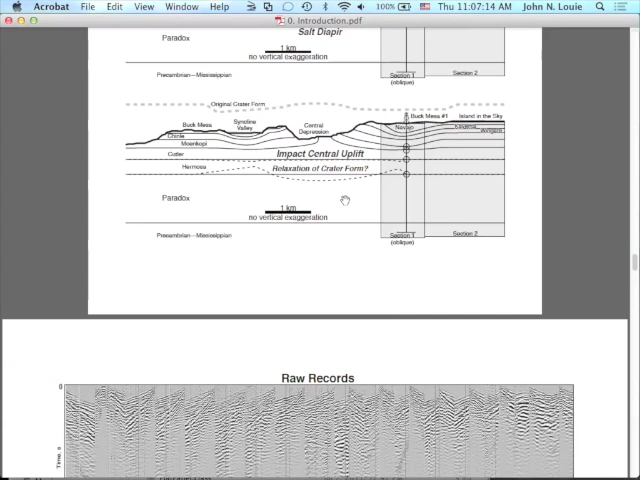 Acrobat File Edit View Window Help 100% Thu 11:07:14 AM John N. Louie
0. Introduction.pdf
Salt Diapir
Paradox
1 km
no vertical exaggeration
Precambrian—Mississippian
Section 1
(oblique)
Section 2
Original Crater Form
Buck Mesa
Syncline
Valley
Central
Depression
Buck Mesa #1
Island in the Sky
Navajo
Kayenta
Wingate
Chinle
Moenkopi
Cutler
Impact Central Uplift
Hermosa
Relaxation of Crater Form?
Paradox
1 km
no vertical exaggeration
Precambrian—Mississippian
Section 1
(oblique)
Section 2
Raw Records
0
Time, s